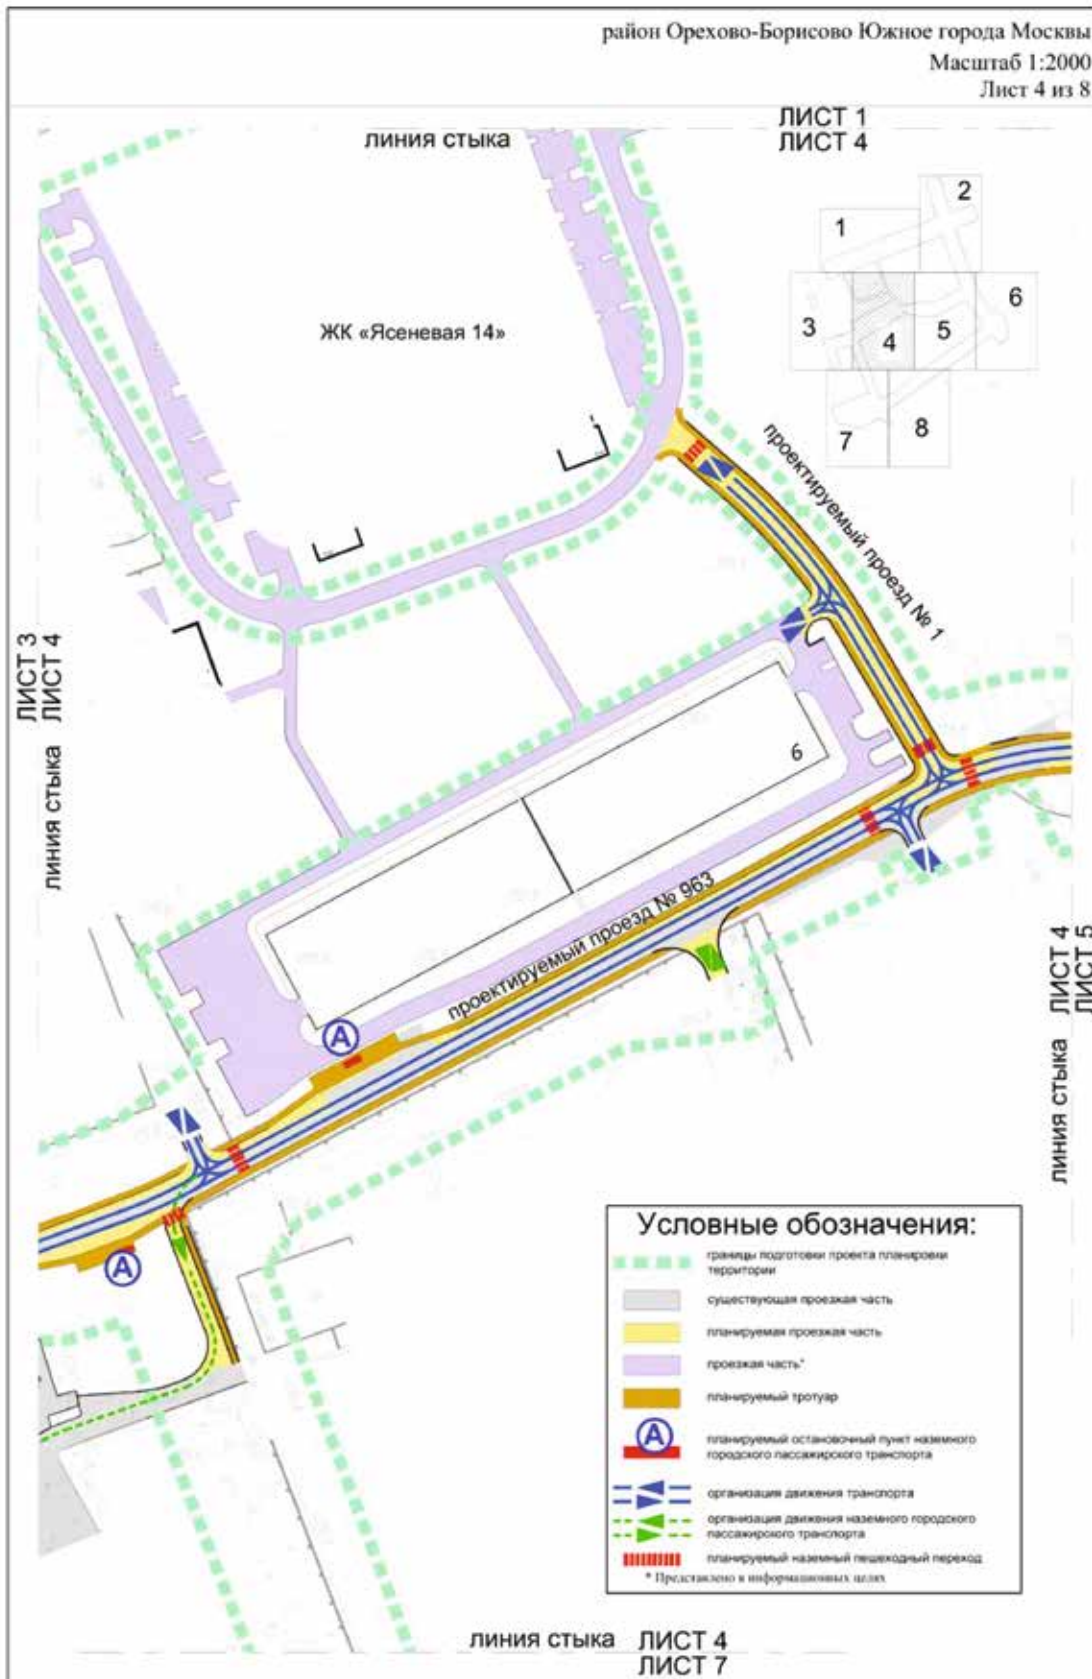 район Орехово-Борисово Южное города Москвы
Масштаб 1:2000
Лист 4 из 8
ЛИСТ 1
линия стыка
ЛИСТ 4
2
1
6
3
5
4
7
8
ЖК «Ясеневая 14»
проектируемый проезд № 1
ЛИСТ 3
ЛИСТ 4
линия стыка
6
проектируемый проезд № 963
А
А
ЛИСТ 4
ЛИСТ 5
линия стыка
Условные обозначения:
границы подготовки проекта планировки
территории
существующая проезжая часть
планируемая проезжая часть
проезжая часть*
планируемый тротуар
А
планируемый остановочный пункт наземного
городского пассажирского транспорта
организация движения транспорта
организация движения наземного городского
пассажирского транспорта
планируемый наземный пешеходный переход
* Представлено в информационных целях
линия стыка ЛИСТ 4
ЛИСТ 7